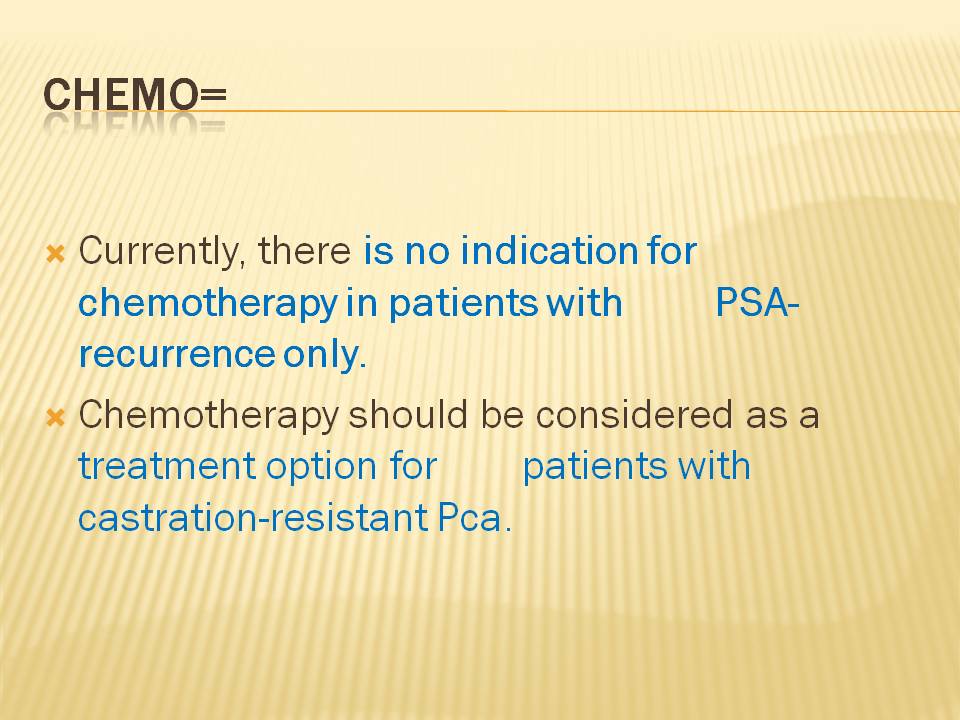 CHEMO=
Currently, there is no indication for
chemotherapy in patients with PSA-
recurrence only.
Chemotherapy should be considered as a
treatment option for patients with
castration-resistant Pca.